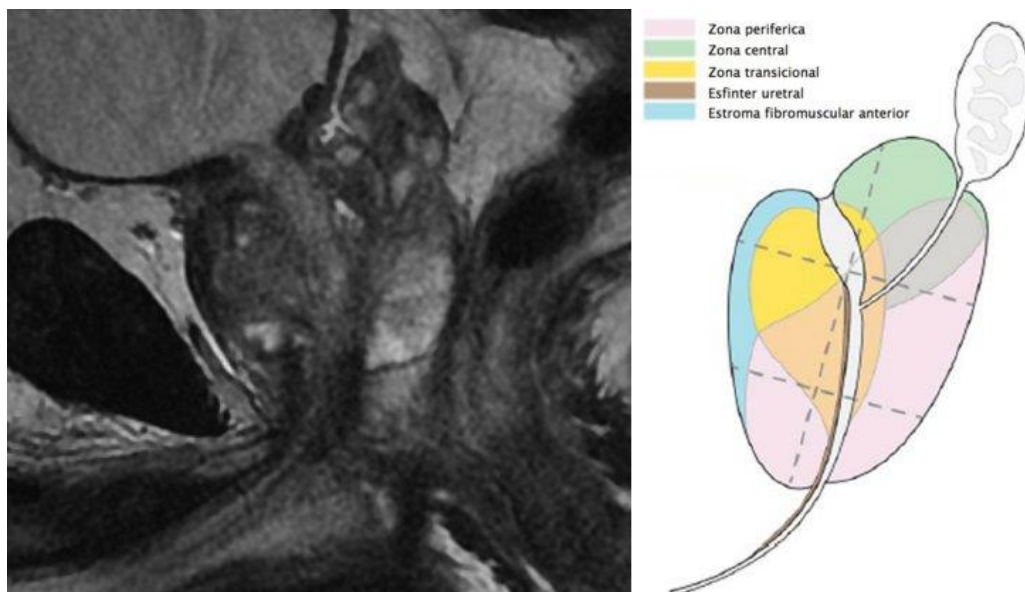 Zona periferica
Zona central
Zona transicional
Esfinter uretral
Estroma fibromuscular anterior